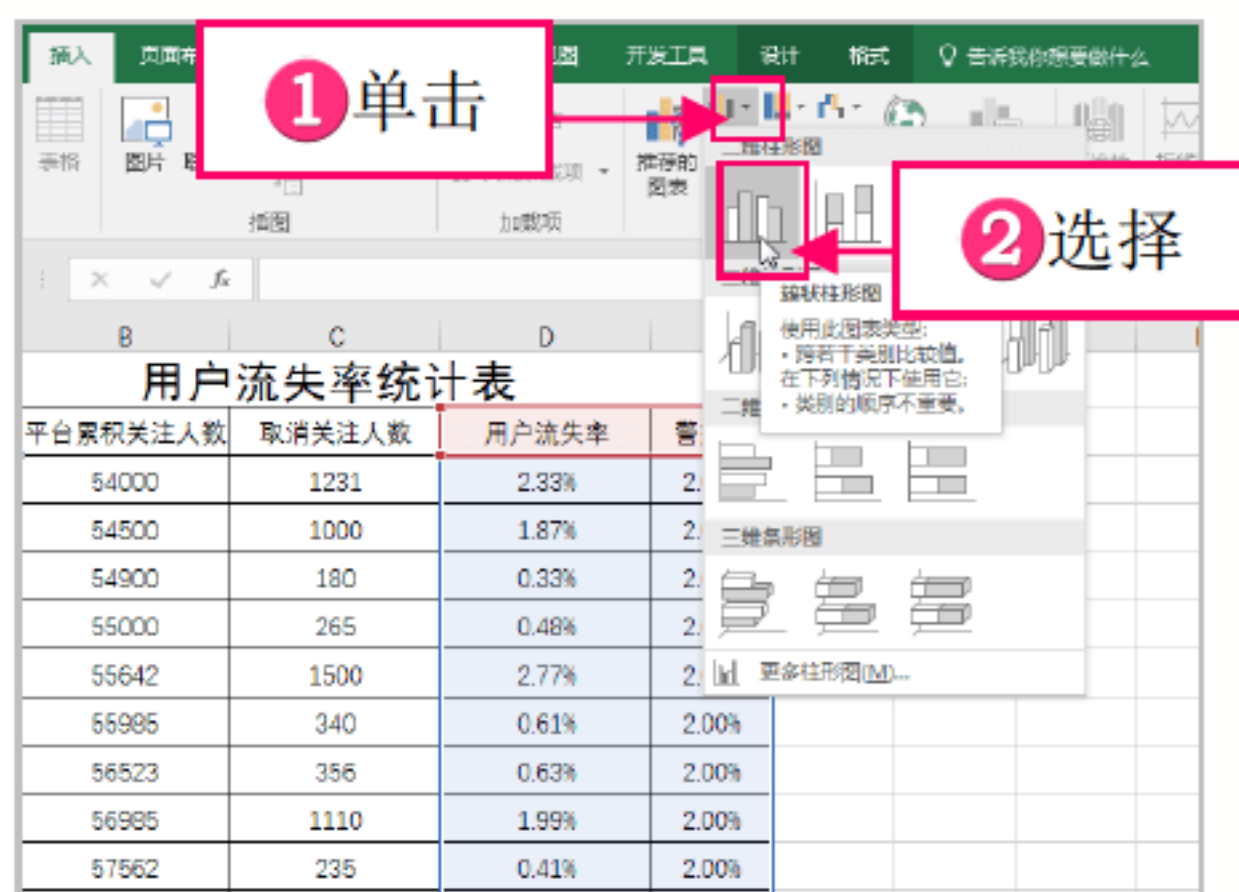 插入 开发工具 设计 格式 告诉我你想要做什么
❶单击
表格 图片 推荐的图表
插图 加载项
二维柱形图
❷选择
簇状柱形图
使用此图表类型:
• 跨若干类别比较值。
在下列情况下使用它:
• 类别的顺序不重要。
三维条形图
更多柱形图(M)...
fx
B C D
用户流失率统计表
平台累积关注人数 取消关注人数 用户流失率
54000 1231 2.33%
54500 1000 1.87%
54900 180 0.33%
55000 265 0.48%
55642 1500 2.77%
55985 340 0.61% 2.00%
56523 356 0.63% 2.00%
56985 1110 1.99% 2.00%
57562 235 0.41% 2.00%